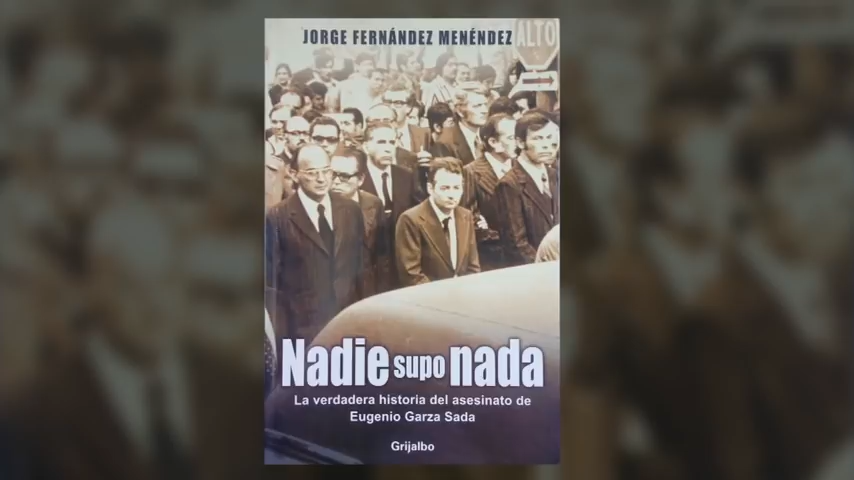 JORGE FERNÁNDEZ MENÉNDEZ
ALTO
Nadie supo nada
La verdadera historia del asesinato de
Eugenio Garza Sada
Grijalbo